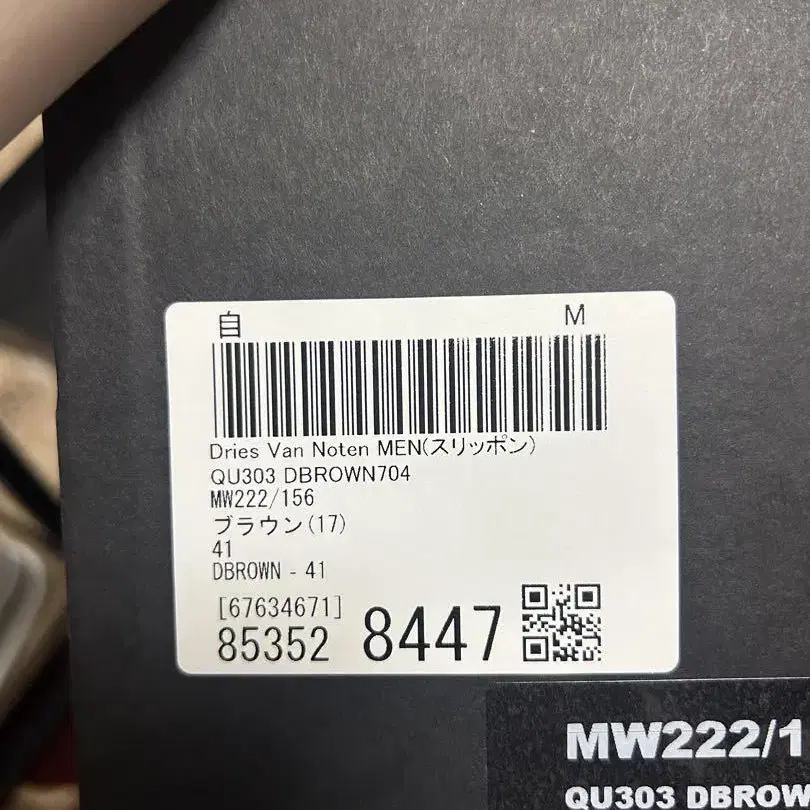 自 M
Dries Van Noten MEN(スリッポン)
QU303 DBROWN704
MW222/156
ブラウン(17)
41
DBROWN - 41
[67634671]
85352 8447
MW222/1
QU303 DBROW